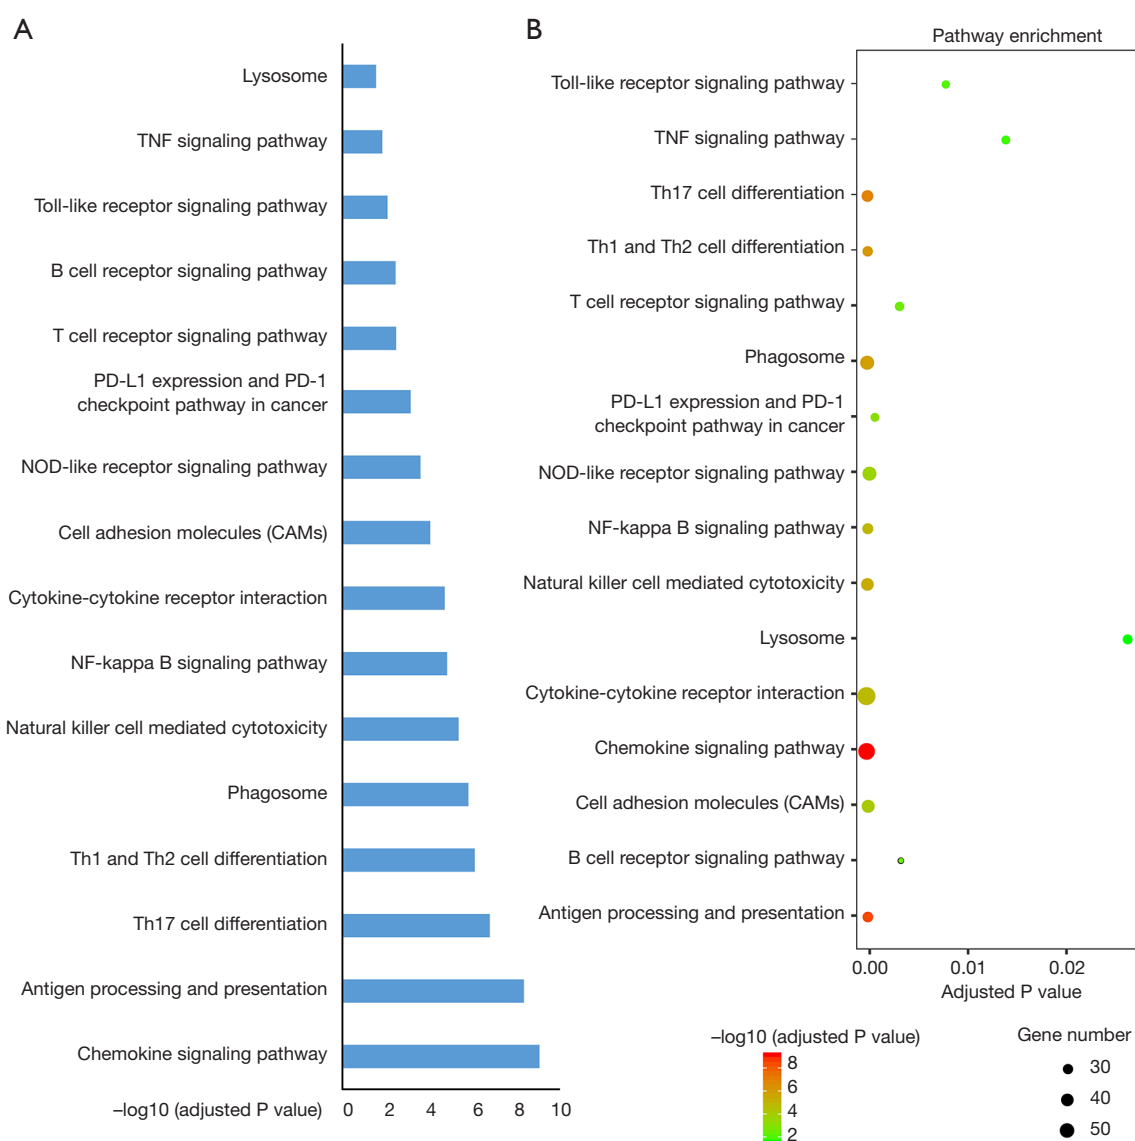 A
Lysosome
TNF signaling pathway
Toll-like receptor signaling pathway
B cell receptor signaling pathway
T cell receptor signaling pathway
PD-L1 expression and PD-1
checkpoint pathway in cancer
NOD-like receptor signaling pathway
Cell adhesion molecules (CAMs)
Cytokine-cytokine receptor interaction
NF-kappa B signaling pathway
Natural killer cell mediated cytotoxicity
Phagosome
Th1 and Th2 cell differentiation
Th17 cell differentiation
Antigen processing and presentation
Chemokine signaling pathway
–log10 (adjusted P value) 0 2 4 6 8 10
B
Pathway enrichment
Toll-like receptor signaling pathway
TNF signaling pathway
Th17 cell differentiation
Th1 and Th2 cell differentiation
T cell receptor signaling pathway
Phagosome
PD-L1 expression and PD-1
checkpoint pathway in cancer
NOD-like receptor signaling pathway
NF-kappa B signaling pathway
Natural killer cell mediated cytotoxicity
Lysosome
Cytokine-cytokine receptor interaction
Chemokine signaling pathway
Cell adhesion molecules (CAMs)
B cell receptor signaling pathway
Antigen processing and presentation
0.00 0.01 0.02
Adjusted P value
–log10 (adjusted P value)
8
6
4
2
Gene number
30
40
50